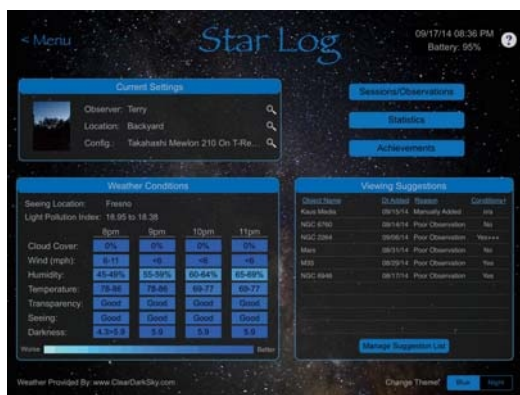 < Menu
Star Log
09/17/14 08:36 PM
Battery: 95%
?
Current Settings
Observer: Terry
Location: Backyard
Config.: Takahashi Mewlon 210 On T-Re...
Sessions/Observations
Statistics
Achievements
Weather Conditions
Seeing Location: Fresno
Light Pollution Index: 18.95 to 18.38
8pm 9pm 10pm 11pm
Cloud Cover: 0% 0% 0% 0%
Wind (mph): 6-11 <6 <6 <6
Humidity: 45-49% 55-59% 60-64% 65-69%
Temperature: 78-86 78-86 69-77 69-77
Transparency: Good Good Good Good
Seeing: Good Good Good Good
Darkness: 4.3>5.9 5.9 5.9 5.9
Worse Better
Viewing Suggestions
Object Name Dt Added Reason Conditions†
Kaus Media 09/15/14 Manually Added n/a
NGC 6760 09/14/14 Poor Observation No
NGC 2264 09/08/14 Poor Observation Yes+++
Mars 08/31/14 Poor Observation No
M39 08/29/14 Poor Observation Yes
NGC 6946 08/17/14 Poor Observation Yes
Manage Suggestion List
Weather Provided By: www.ClearDarkSky.com
Change Theme! Blue Night